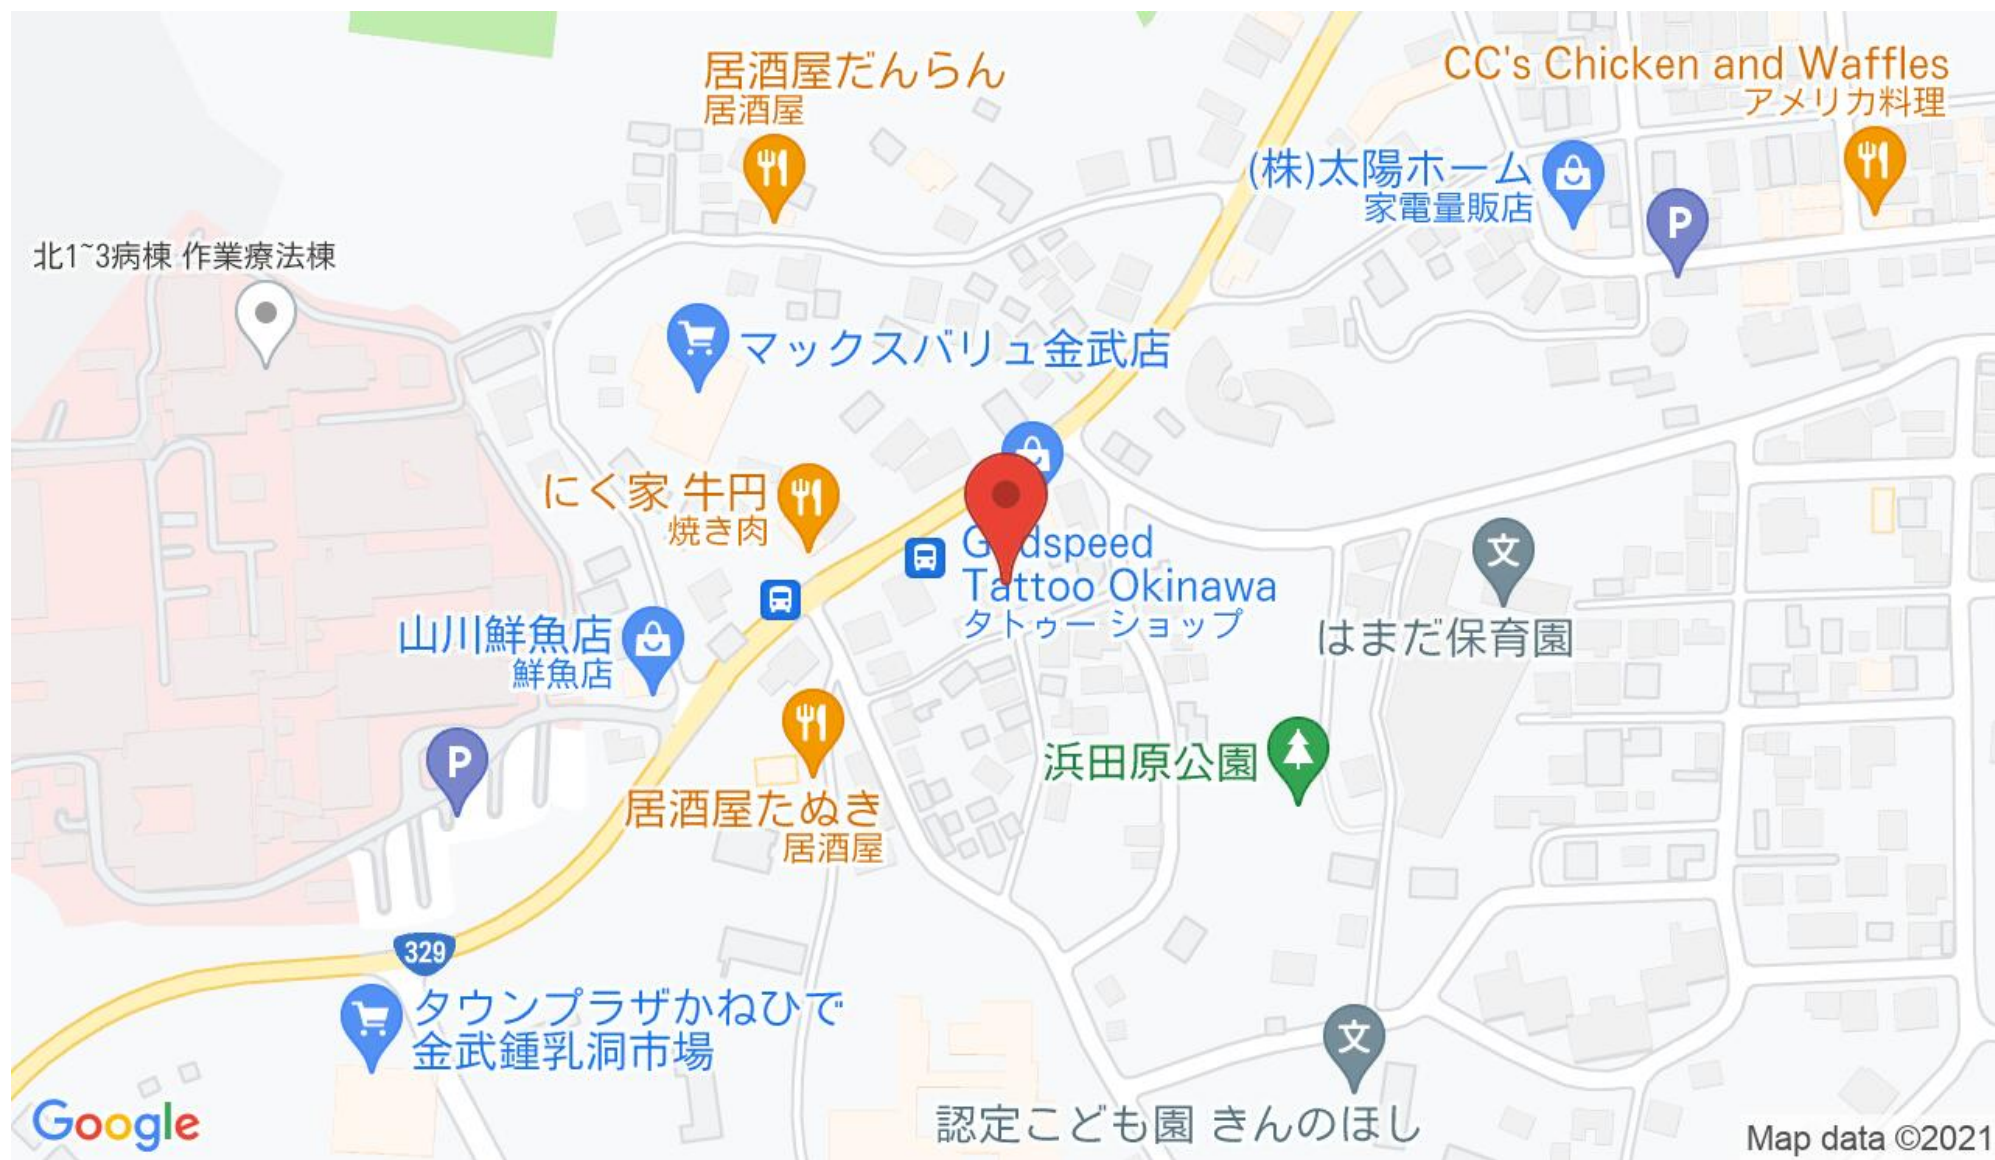 居酒屋だんらん
居酒屋
CC's Chicken and Waffles
アメリカ料理
(株)太陽ホーム
家電量販店
P
北1~3病棟 作業療法棟
マックスバリュ金武店
にく家 牛円
焼き肉
Godspeed
Tattoo Okinawa
タトゥー ショップ
文
はまだ保育園
山川鮮魚店
鮮魚店
P
浜田原公園
居酒屋たぬき
居酒屋
329
タウンプラザかねひで
金武鍾乳洞市場
文
認定こども園 きんのほし
Google
Map data ©2021